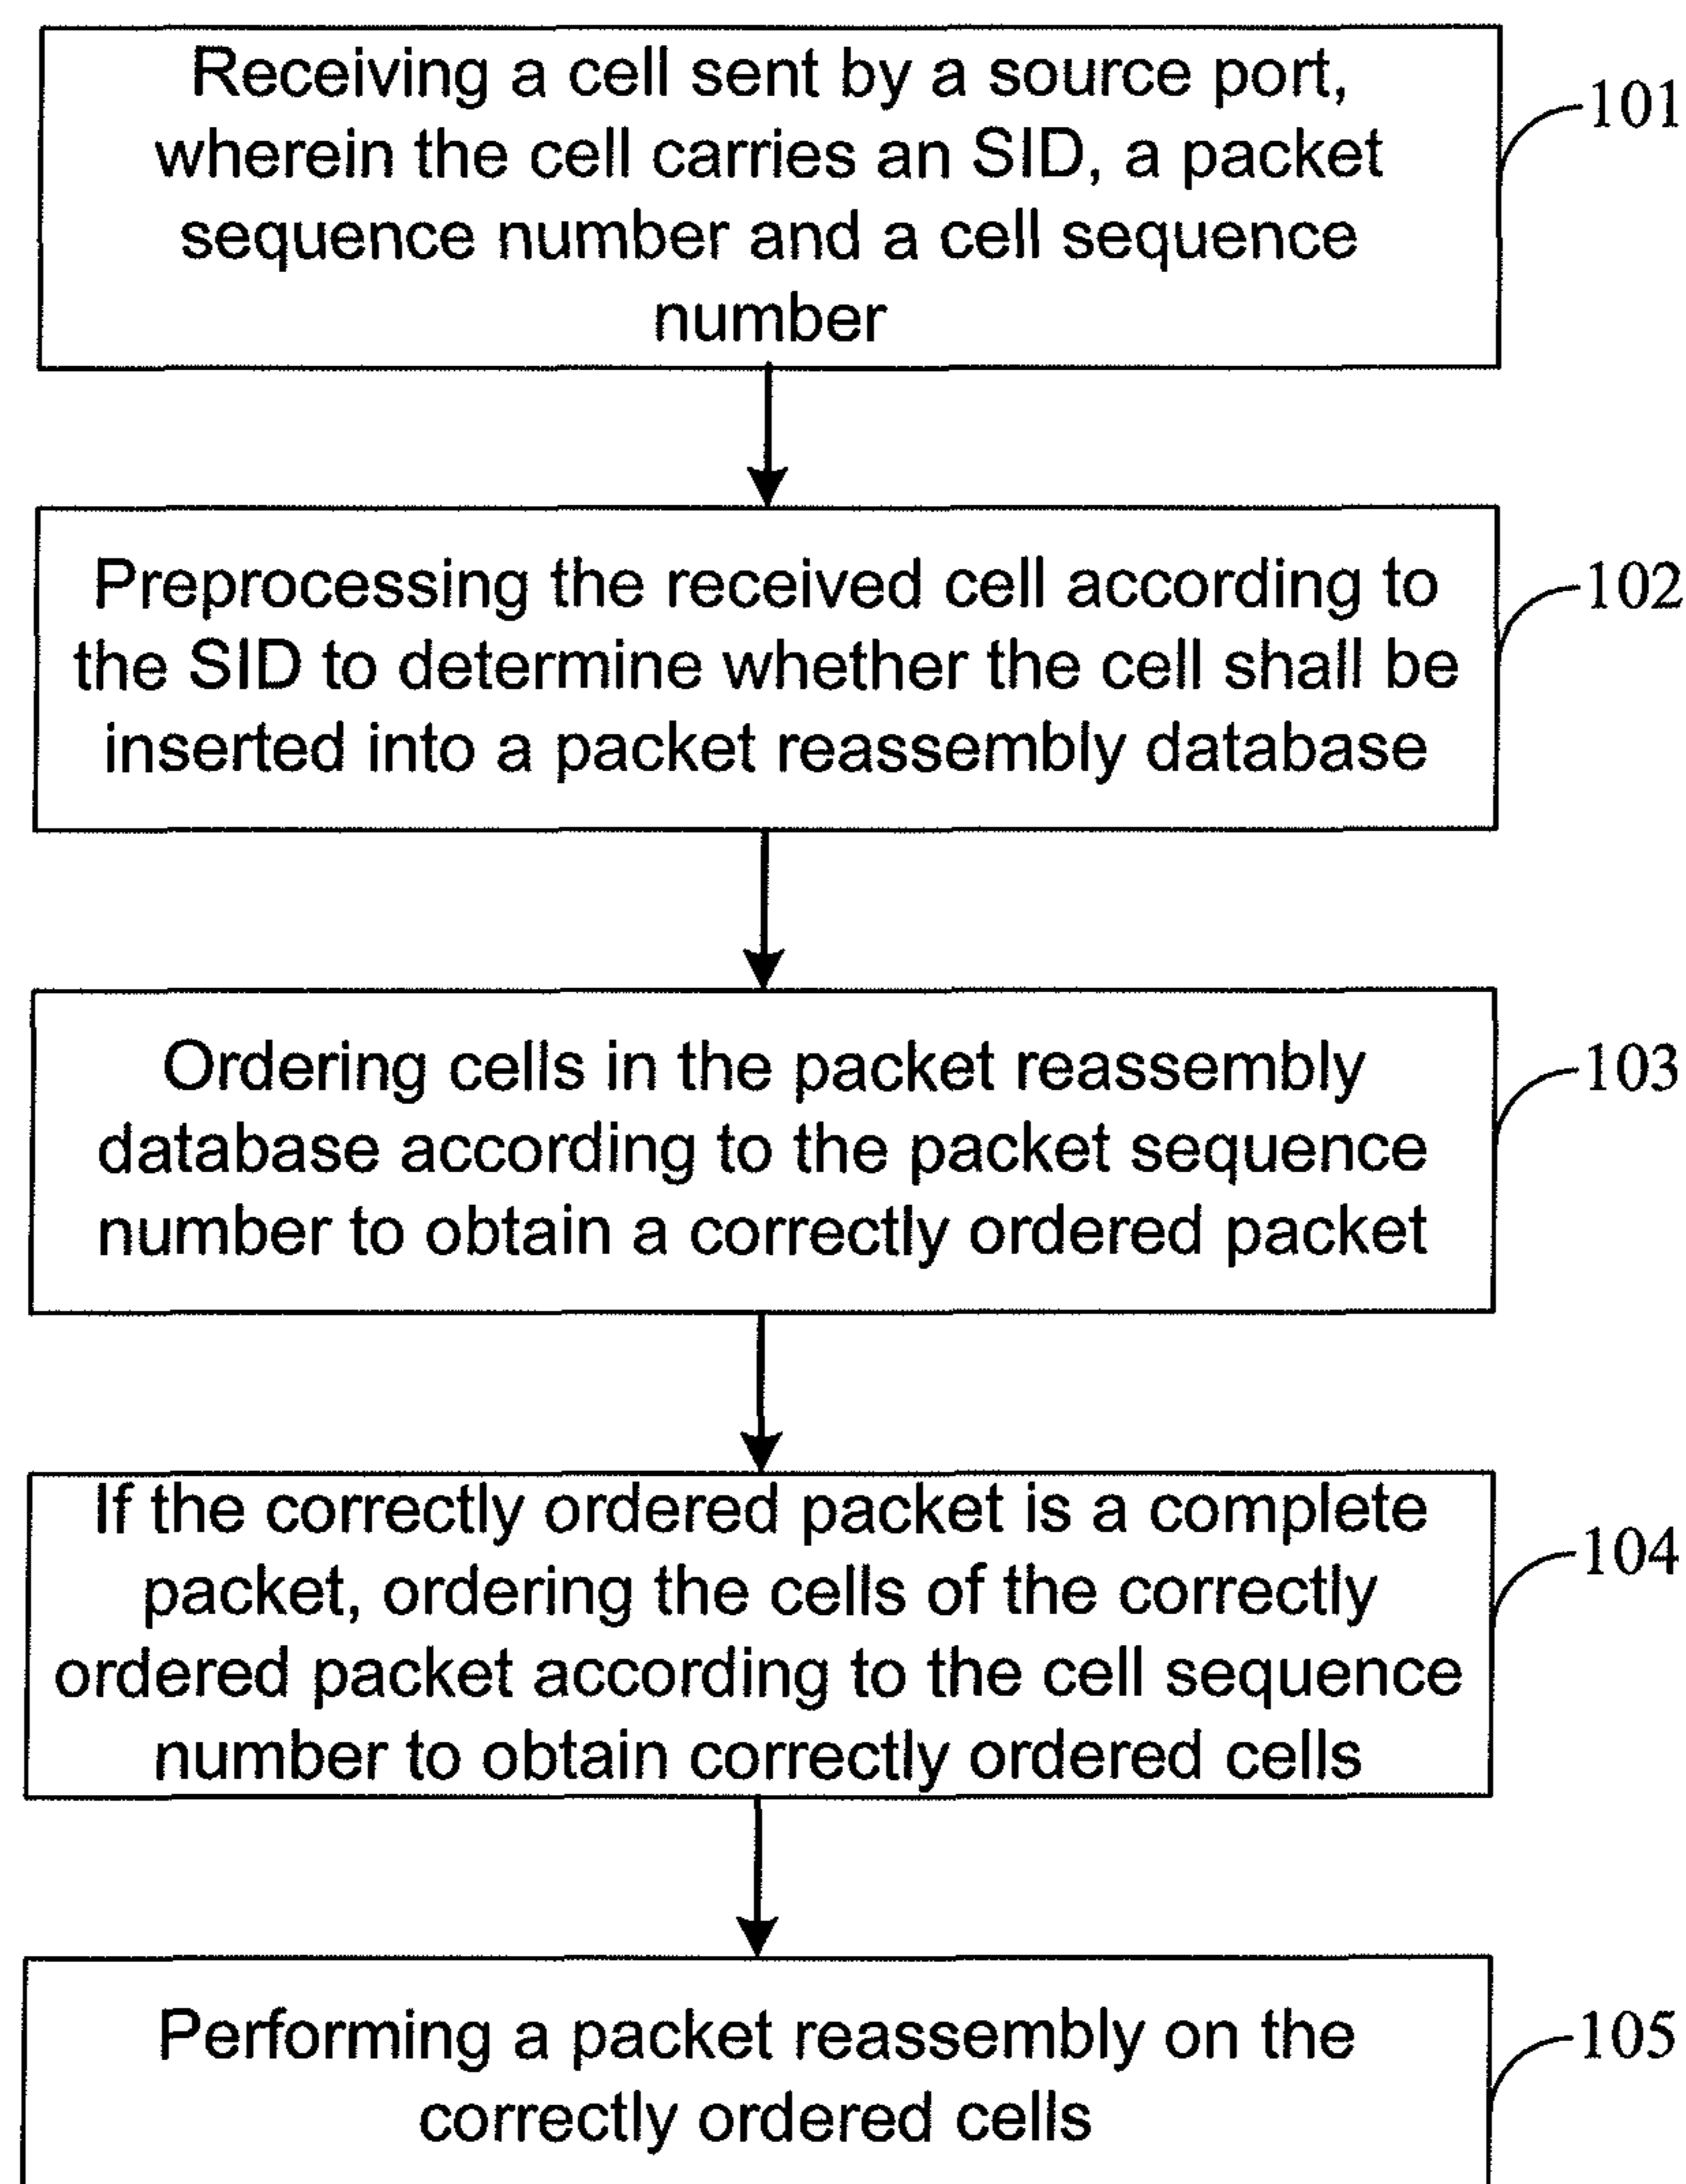 Receiving a cell sent by a source port,
wherein the cell carries an SID, a packet
sequence number and a cell sequence
number
101
Preprocessing the received cell according to
the SID to determine whether the cell shall be
inserted into a packet reassembly database
102
Ordering cells in the packet reassembly
database according to the packet sequence
number to obtain a correctly ordered packet
103
If the correctly ordered packet is a complete
packet, ordering the cells of the correctly
ordered packet according to the cell sequence
number to obtain correctly ordered cells
104
Performing a packet reassembly on the
correctly ordered cells
105